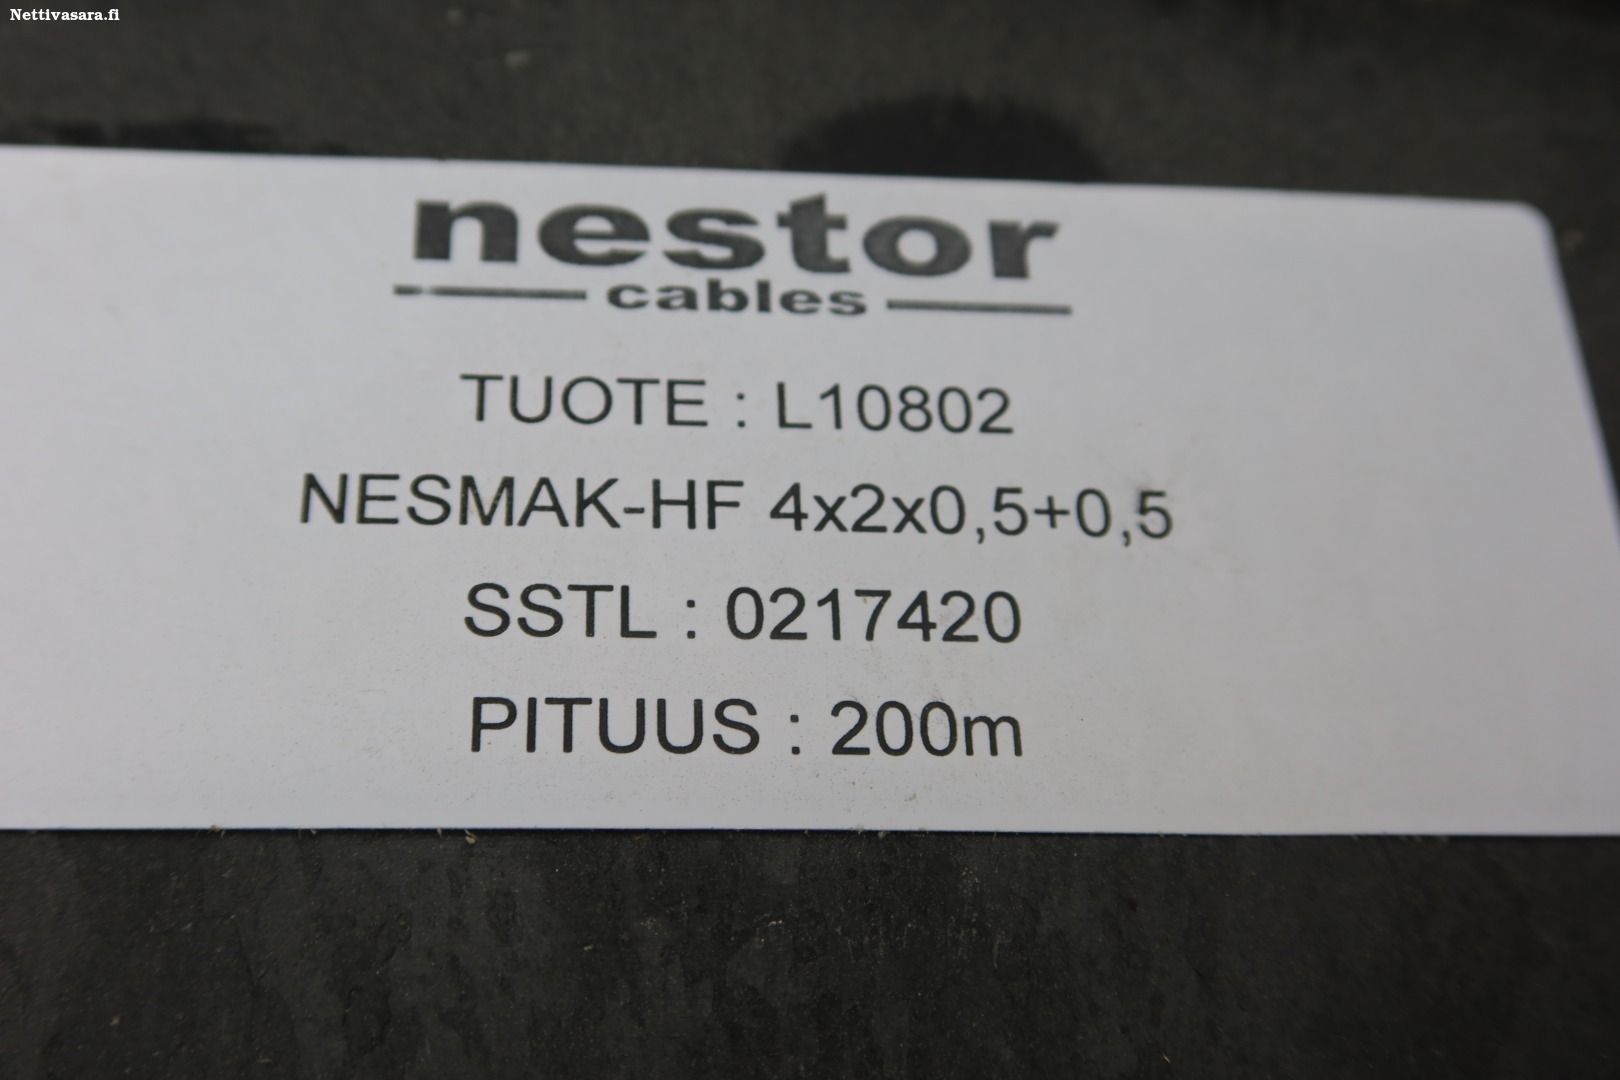 Nettivasara.fi
nestor
cables
TUOTE : L10802
NESMAK-HF 4x2x0,5+0,5
SSTL : 0217420
PITUUS : 200m